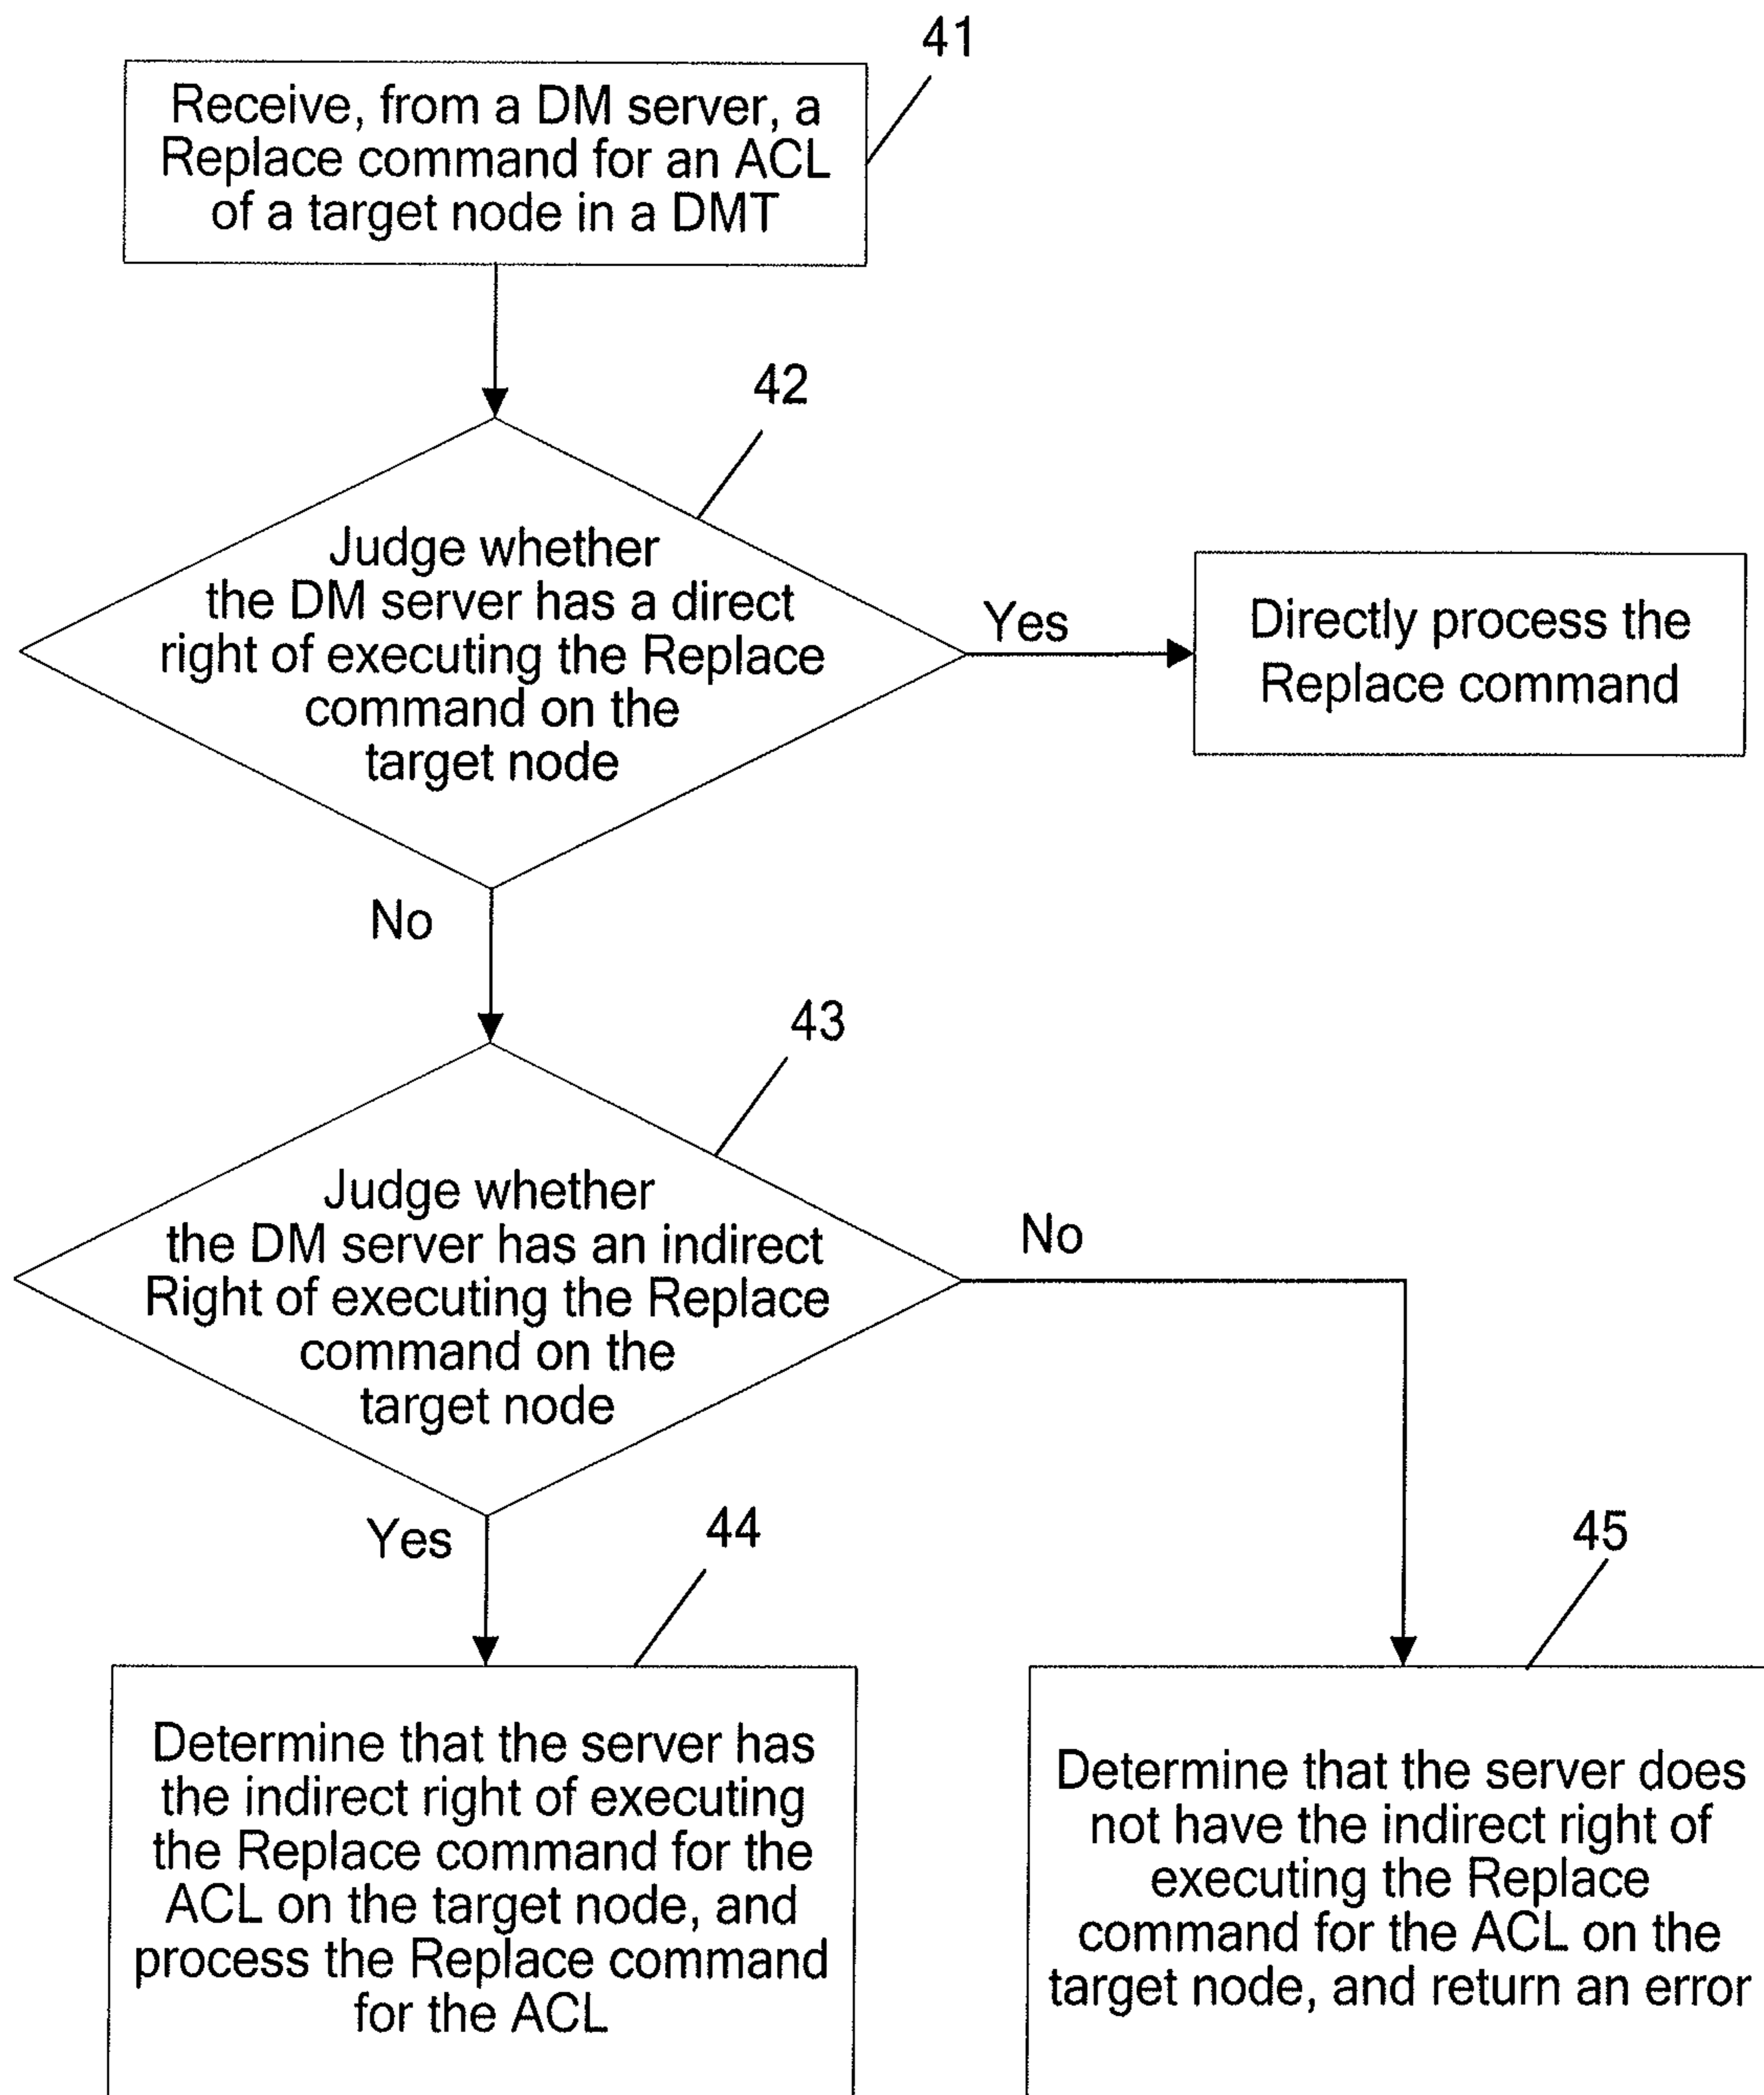 41
Receive, from a DM server, a
Replace command for an ACL
of a target node in a DMT
42
Judge whether
the DM server has a direct
right of executing the Replace
command on the
target node
Yes
Directly process the
Replace command
No
43
Judge whether
the DM server has an indirect
Right of executing the Replace
command on the
target node
No
Yes
44
45
Determine that the server has
the indirect right of executing
the Replace command for the
ACL on the target node, and
process the Replace command
for the ACL
Determine that the server does
not have the indirect right of
executing the Replace
command for the ACL on the
target node, and return an error